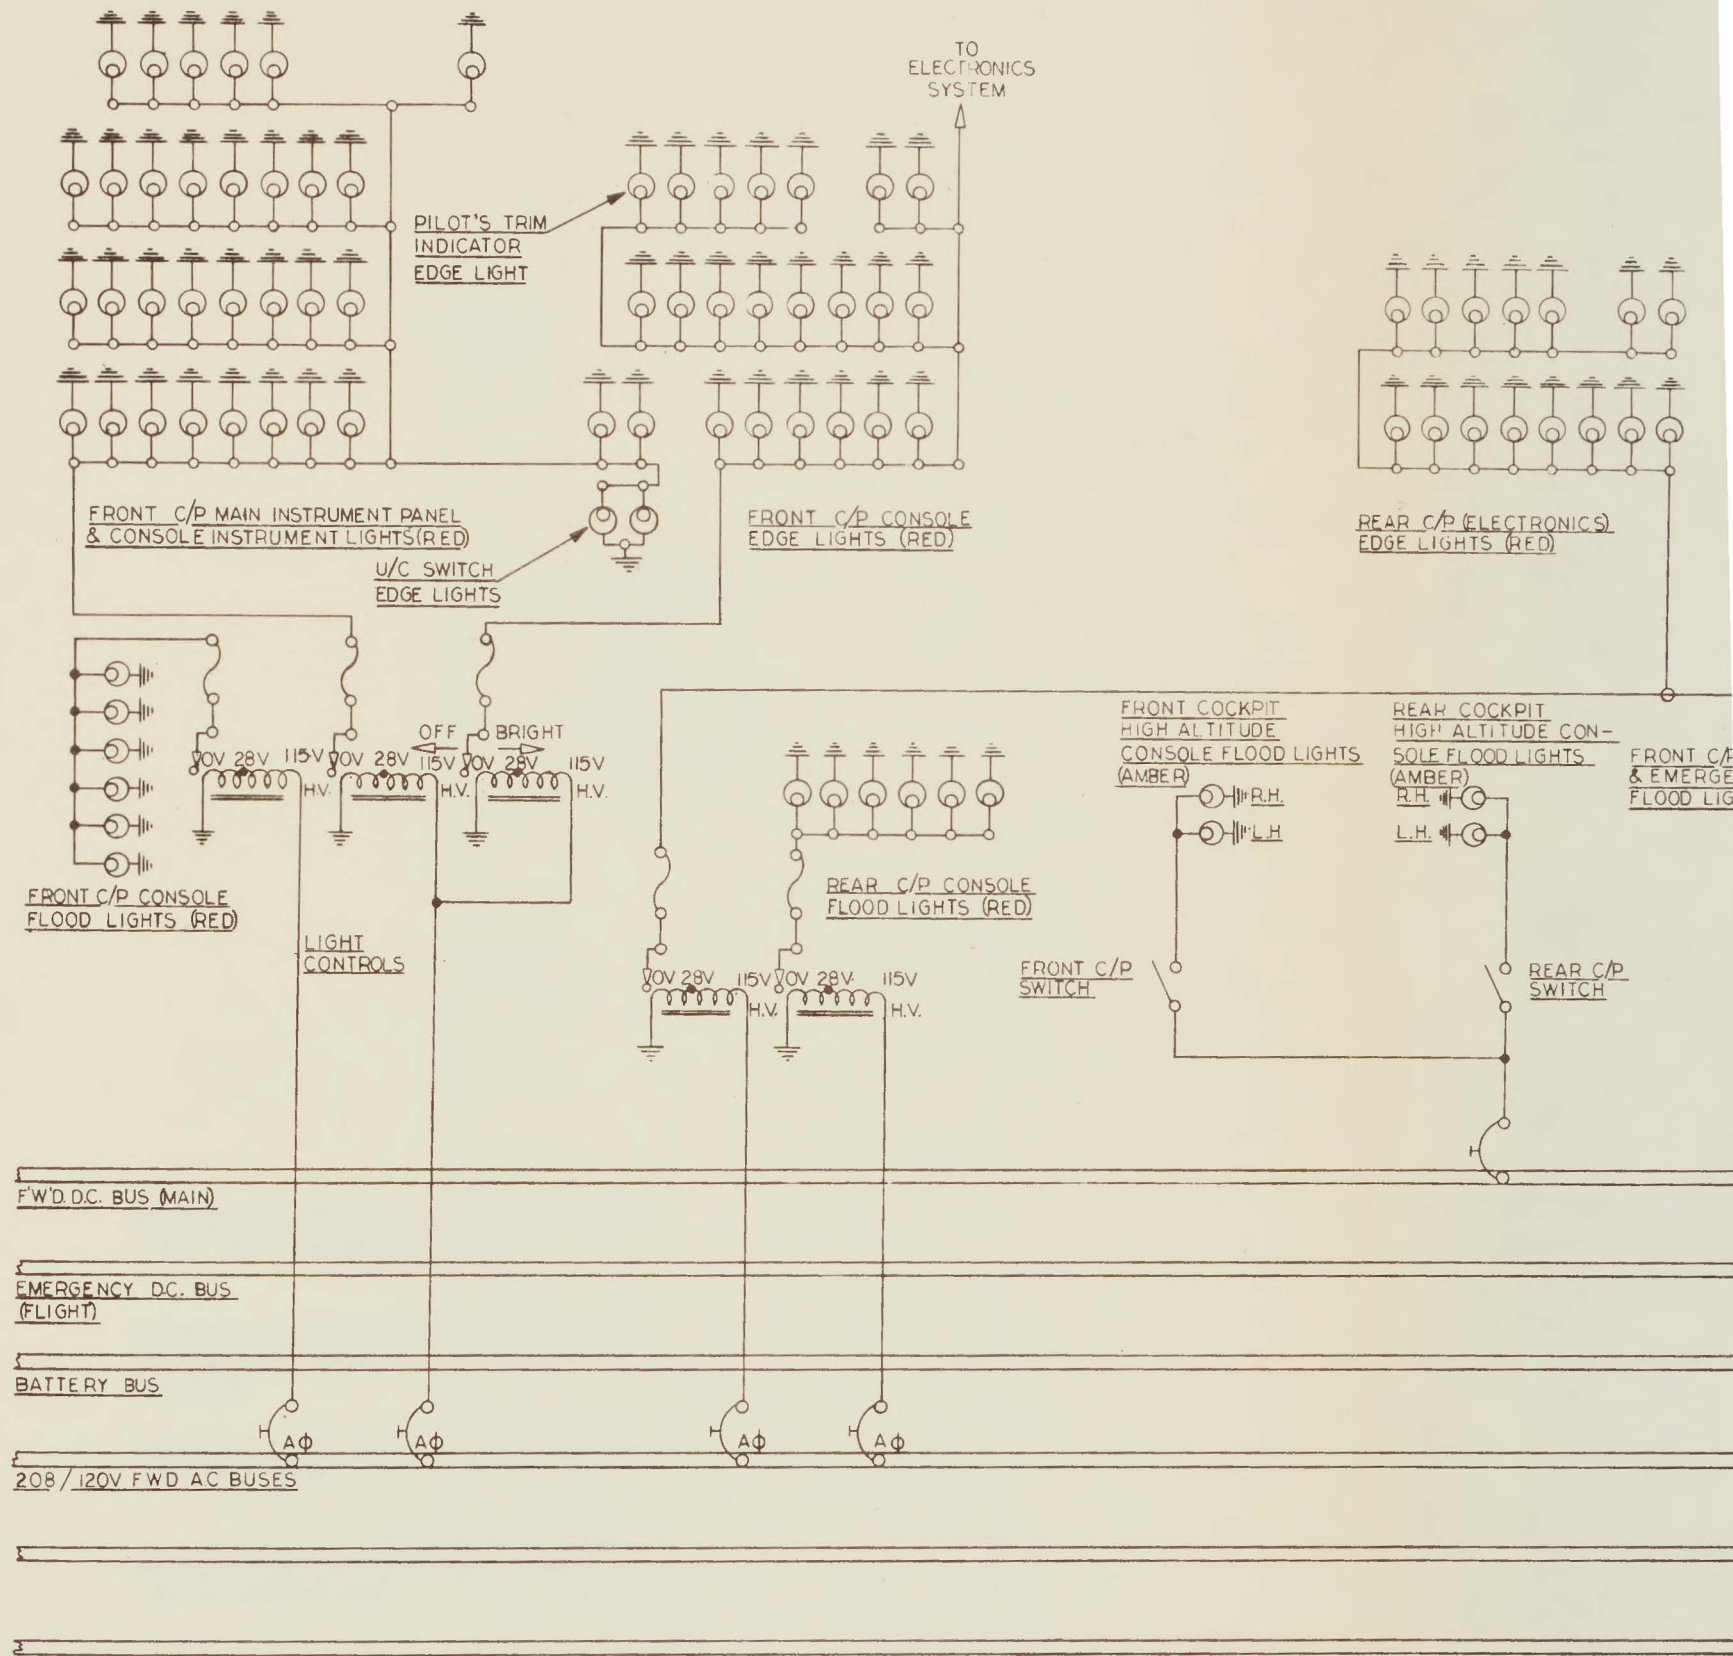 TO
ELECTRONICS
SYSTEM
PILOT'S TRIM
INDICATOR
EDGE LIGHT
FRONT C/P MAIN INSTRUMENT PANEL
& CONSOLE INSTRUMENT LIGHTS (RED)
U/C SWITCH
EDGE LIGHTS
FRONT C/P CONSOLE
EDGE LIGHTS (RED)
REAR C/P (ELECTRONICS)
EDGE LIGHTS (RED)
OFF BRIGHT
0V 28V 115V
H.V.
0V 28V 115V
H.V.
0V 28V 115V
H.V.
FRONT C/P CONSOLE
FLOOD LIGHTS (RED)
LIGHT
CONTROLS
REAR C/P CONSOLE
FLOOD LIGHTS (RED)
0V 28V 115V
H.V.
0V 28V 115V
H.V.
FRONT COCKPIT
HIGH ALTITUDE
CONSOLE FLOOD LIGHTS
(AMBER)
R.H.
L.H
REAR COCKPIT
HIGH ALTITUDE CON-
SOLE FLOOD LIGHTS
(AMBER)
R.H.
L.H.
FRONT C/P
& EMERGE
FLOOD LIG
FRONT C/P
SWITCH
REAR C/P
SWITCH
F'W'D. D.C. BUS (MAIN)
EMERGENCY D.C. BUS
(FLIGHT)
BATTERY BUS
AΦ
AΦ
AΦ
AΦ
208/120V FWD A.C BUSES